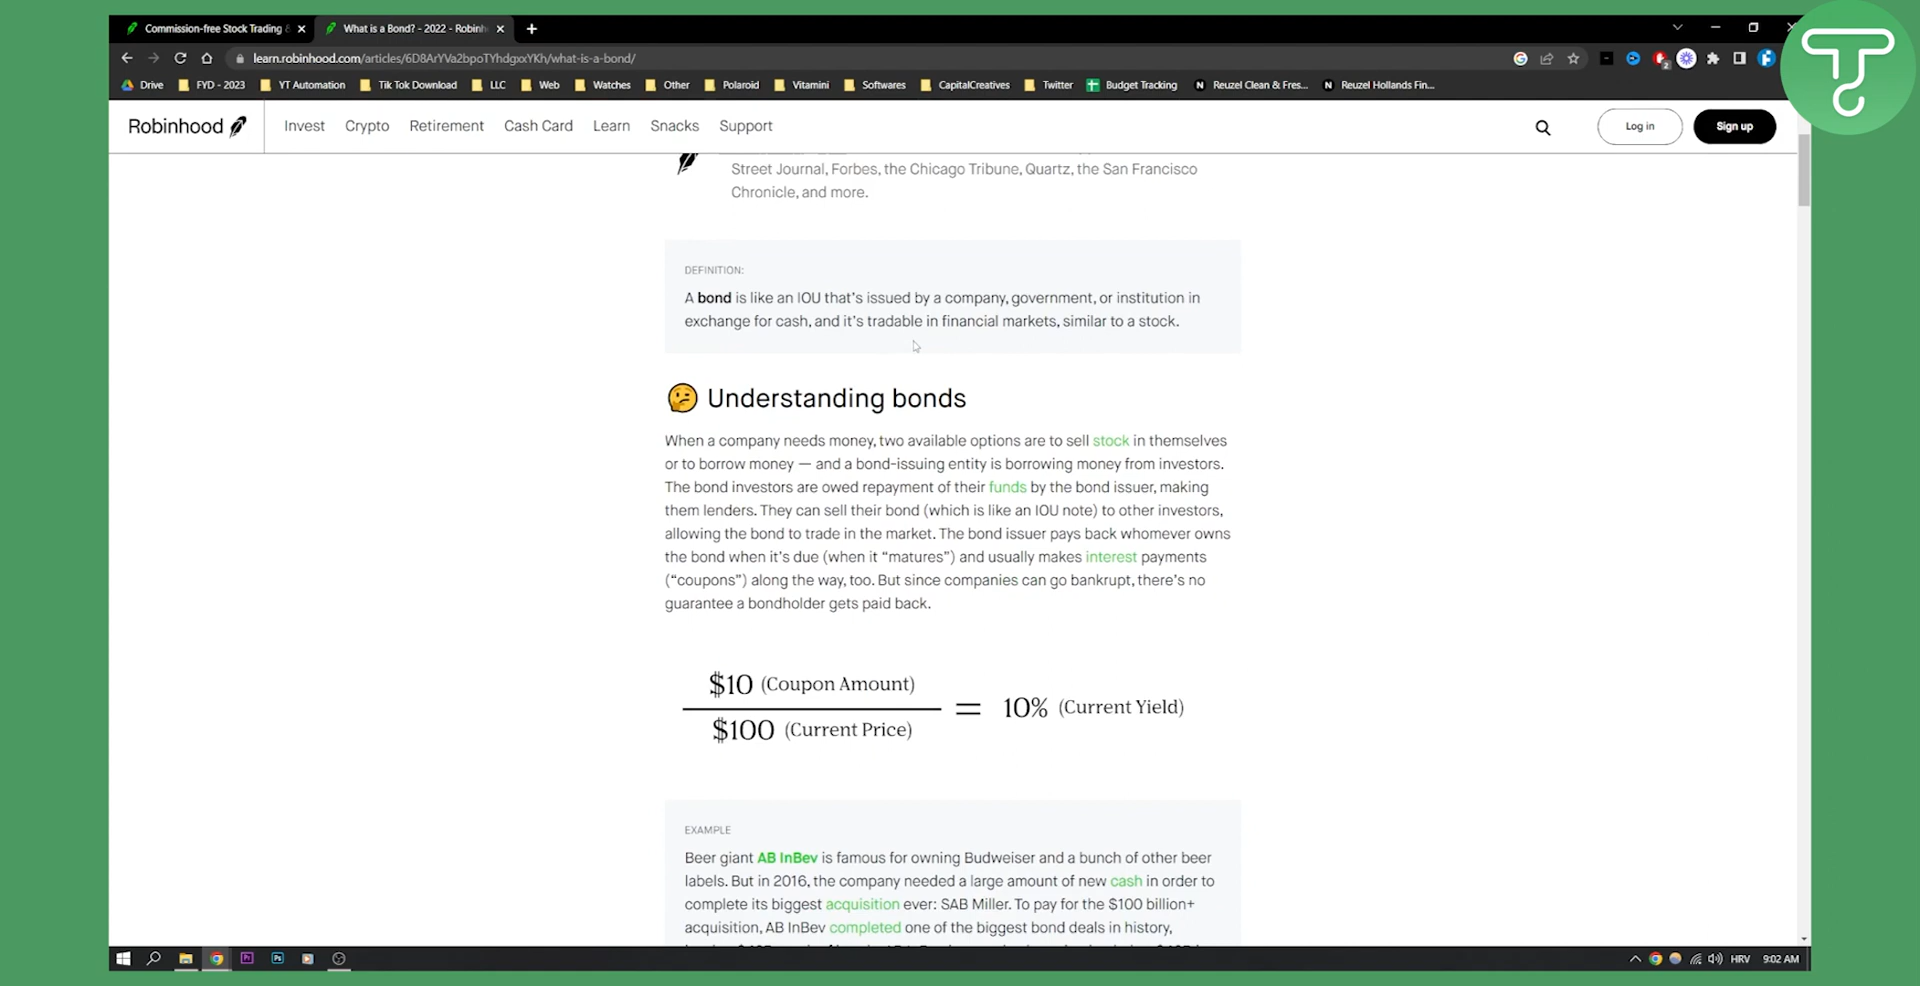 Commission-free Stock Trading &
What is a Bond? - 2022 - Robinh
learn.robinhood.com/articles/6D8ArYVa2bpoTYhdgxxYKh/what-is-a-bond/
Drive FYD - 2023 YT Automation Tik Tok Download LLC Web Watches Other Polaroid Vitamini Softwares CapitalCreatives Twitter Budget Tracking Reuzel Clean & Fres... Reuzel Hollands Fin...
Robinhood Invest Crypto Retirement Cash Card Learn Snacks Support Log in Sign up
Street Journal, Forbes, the Chicago Tribune, Quartz, the San Francisco
Chronicle, and more.
DEFINITION:
A bond is like an IOU that's issued by a company, government, or institution in
exchange for cash, and it's tradable in financial markets, similar to a stock.
Understanding bonds
When a company needs money, two available options are to sell stock in themselves
or to borrow money — and a bond-issuing entity is borrowing money from investors.
The bond investors are owed repayment of their funds by the bond issuer, making
them lenders. They can sell their bond (which is like an IOU note) to other investors,
allowing the bond to trade in the market. The bond issuer pays back whomever owns
the bond when it's due (when it “matures”) and usually makes interest payments
(“coupons”) along the way, too. But since companies can go bankrupt, there's no
guarantee a bondholder gets paid back.
$10 (Coupon Amount)
= 10% (Current Yield)
$100 (Current Price)
EXAMPLE
Beer giant AB InBev is famous for owning Budweiser and a bunch of other beer
labels. But in 2016, the company needed a large amount of new cash in order to
complete its biggest acquisition ever: SAB Miller. To pay for the $100 billion+
acquisition, AB InBev completed one of the biggest bond deals in history,
HRV 9:02 AM